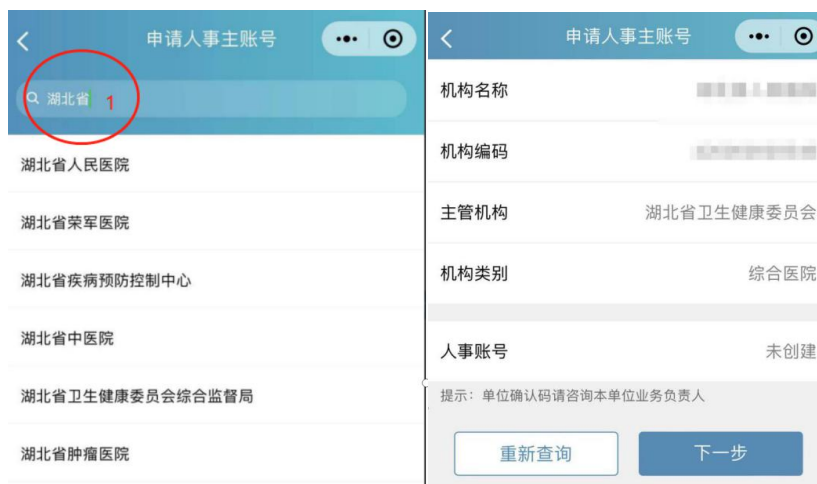 申请人事主账号
湖北省 1
湖北省人民医院
湖北省荣军医院
湖北省疾病预防控制中心
湖北省中医院
湖北省卫生健康委员会综合监督局
湖北省肿瘤医院
申请人事主账号
机构名称
机构编码
主管机构 湖北省卫生健康委员会
机构类别 综合医院
人事账号 未创建
提示：单位确认码请咨询本单位业务负责人
重新查询 下一步